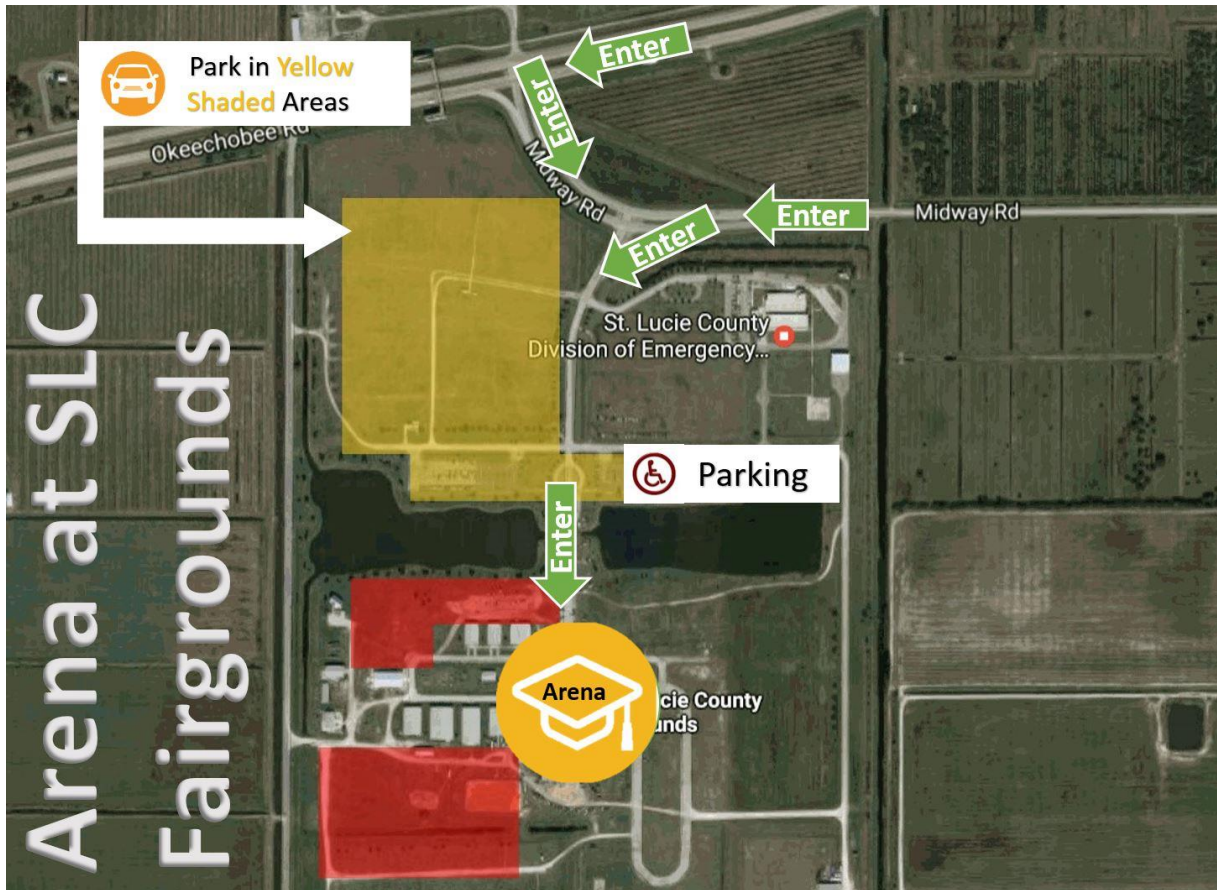 Enter
Park in Yellow
Shaded Areas
Enter
Okeechobee Rd
Midway Rd
Enter
Midway Rd
Enter
St. Lucie County
Division of Emergency...
Arena at SLC
Fairgrounds
Parking
Enter
Arena
cie County
unds